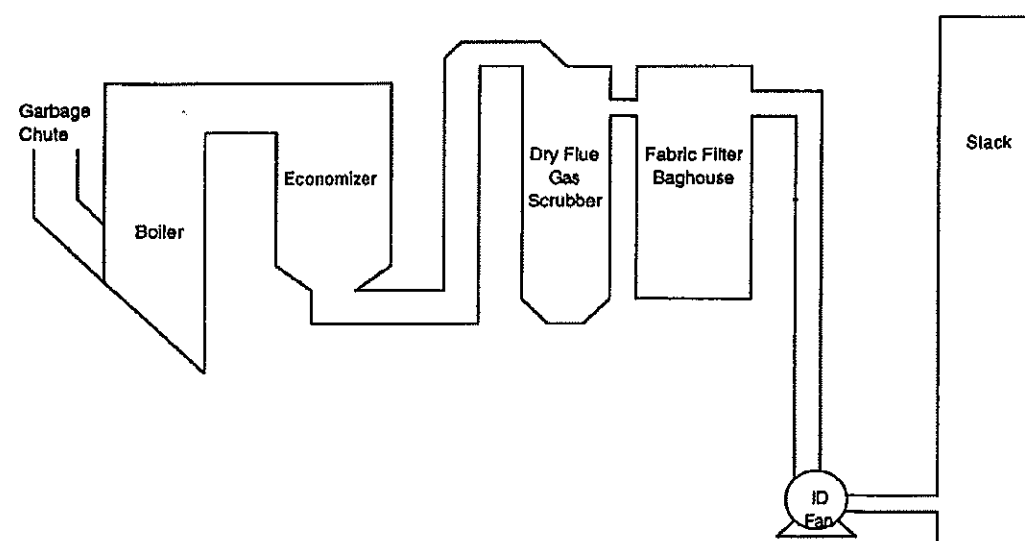 Garbage
Chute
Boiler
Economizer
Dry Flue
Gas
Scrubber
Fabric Filter
Baghouse
ID
Fan
Stack